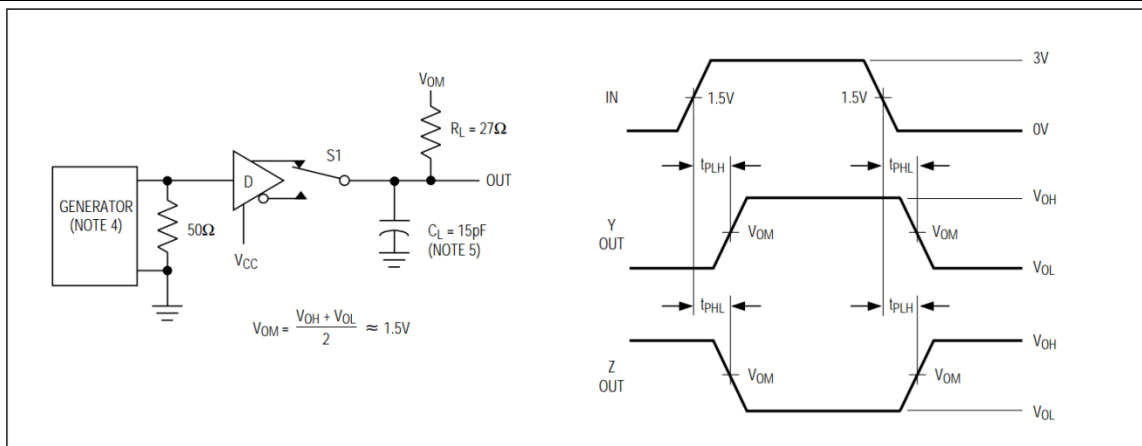 GENERATOR
(NOTE 4)
50Ω
D
VCC
S1
VOM
RL = 27Ω
OUT
CL = 15pF
(NOTE 5)
VOM = VOH + VOL / 2 ≈ 1.5V
IN
1.5V
1.5V
3V
0V
tPLH
tPHL
Y
OUT
VOM
VOM
VOH
VOL
tPHL
tPLH
Z
OUT
VOM
VOM
VOH
VOL